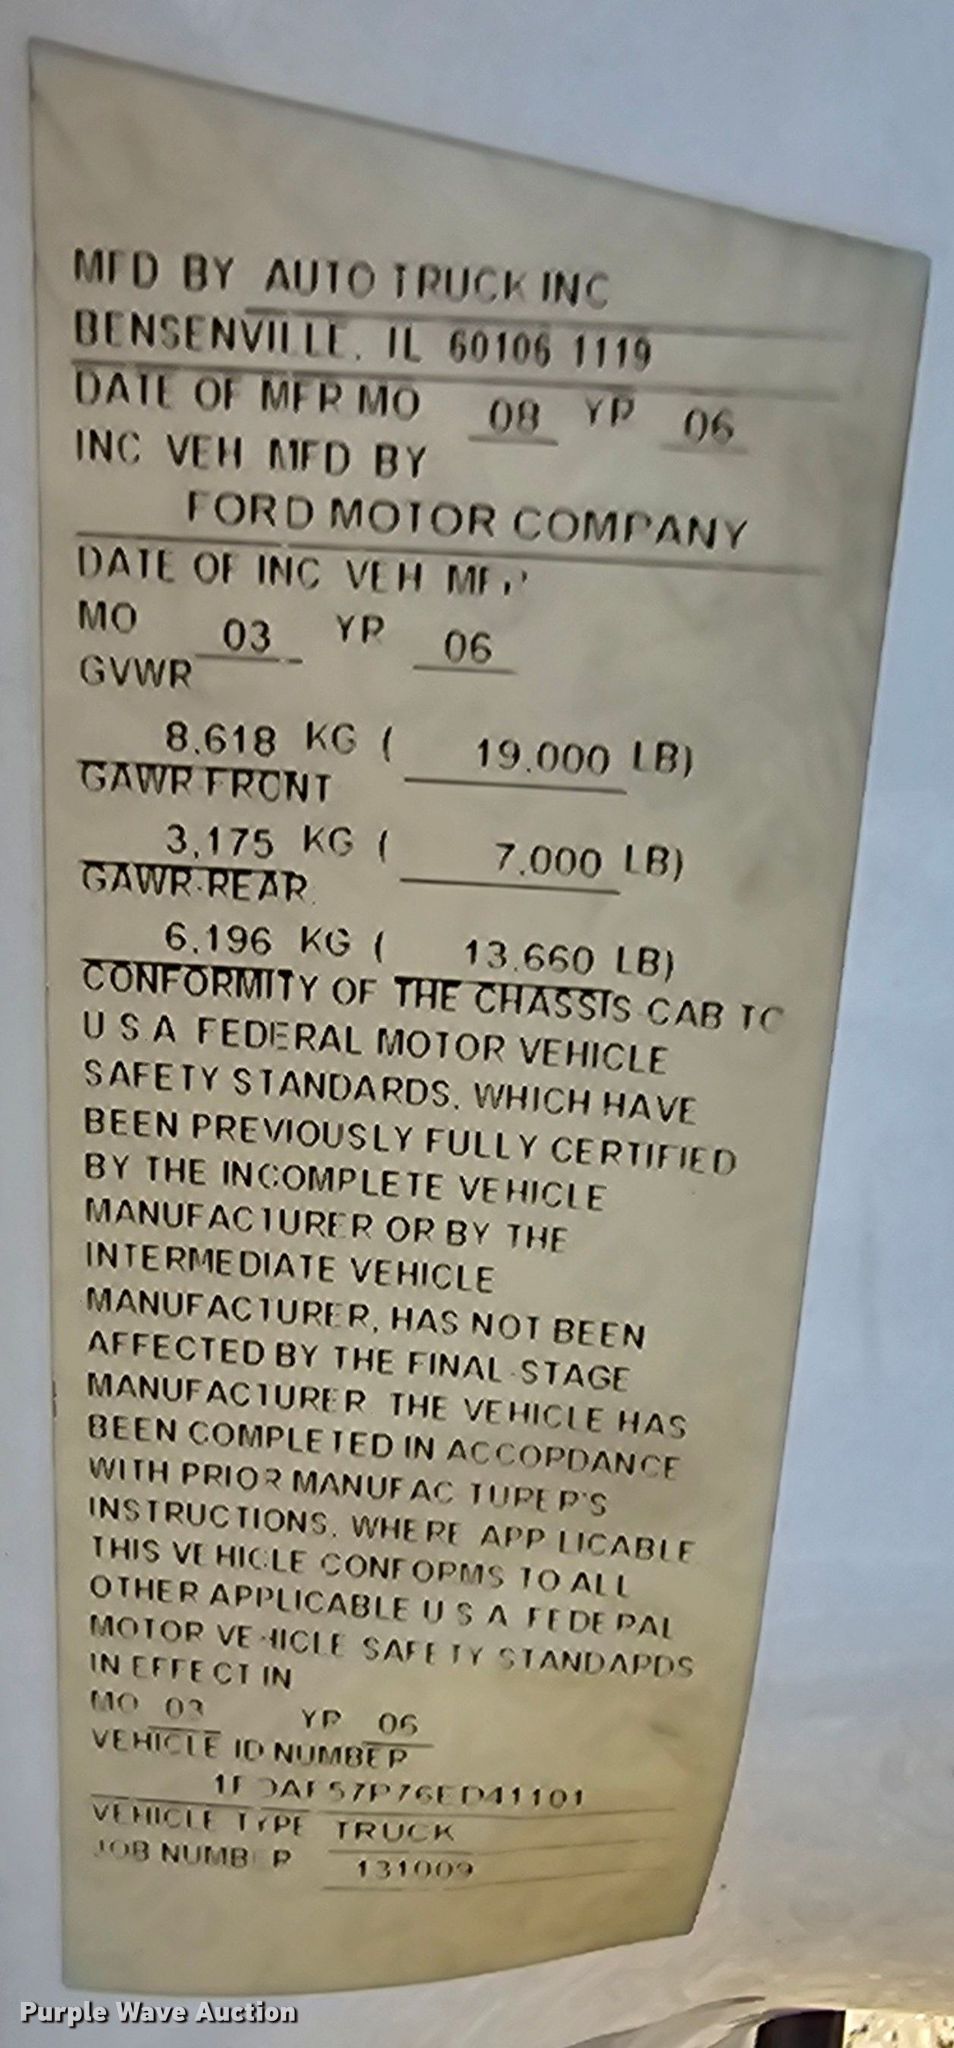 MFD BY AUTO TRUCK INC
BENSENVILLE, IL 60106 1119
DATE OF MFR MO 08 YR 06
INC VEH MFD BY
FORD MOTOR COMPANY
DATE OF INC VEH MFR
MO 03 YR 06
GVWR
8,618 KG ( 19,000 LB)
GAWR FRONT
3,175 KG ( 7,000 LB)
GAWR REAR
6,196 KG ( 13,660 LB)
CONFORMITY OF THE CHASSIS CAB TO
U S A FEDERAL MOTOR VEHICLE
SAFETY STANDARDS, WHICH HAVE
BEEN PREVIOUSLY FULLY CERTIFIED
BY THE INCOMPLETE VEHICLE
MANUFACTURER OR BY THE
INTERMEDIATE VEHICLE
MANUFACTURER, HAS NOT BEEN
AFFECTED BY THE FINAL-STAGE
MANUFACTURER THE VEHICLE HAS
BEEN COMPLETED IN ACCORDANCE
WITH PRIOR MANUFACTURER'S
INSTRUCTIONS, WHERE APPLICABLE
THIS VEHICLE CONFORMS TO ALL
OTHER APPLICABLE U S A FEDERAL
MOTOR VEHICLE SAFETY STANDARDS
IN EFFECT IN
MO 03 YR 06
VEHICLE ID NUMBER
1FDAF57P76ED41101
VEHICLE TYPE TRUCK
JOB NUMBER 131009
Purple Wave Auction